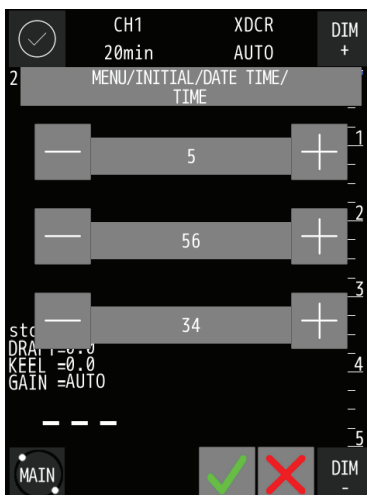 CH1 XDCR DIM
20min AUTO +
2 MENU/INITIAL/DATE TIME/
TIME
1
5
2
56
3
34
DRAFT=0.0
KEEL =0.0
4
GAIN =AUTO
5
MAIN DIM
-